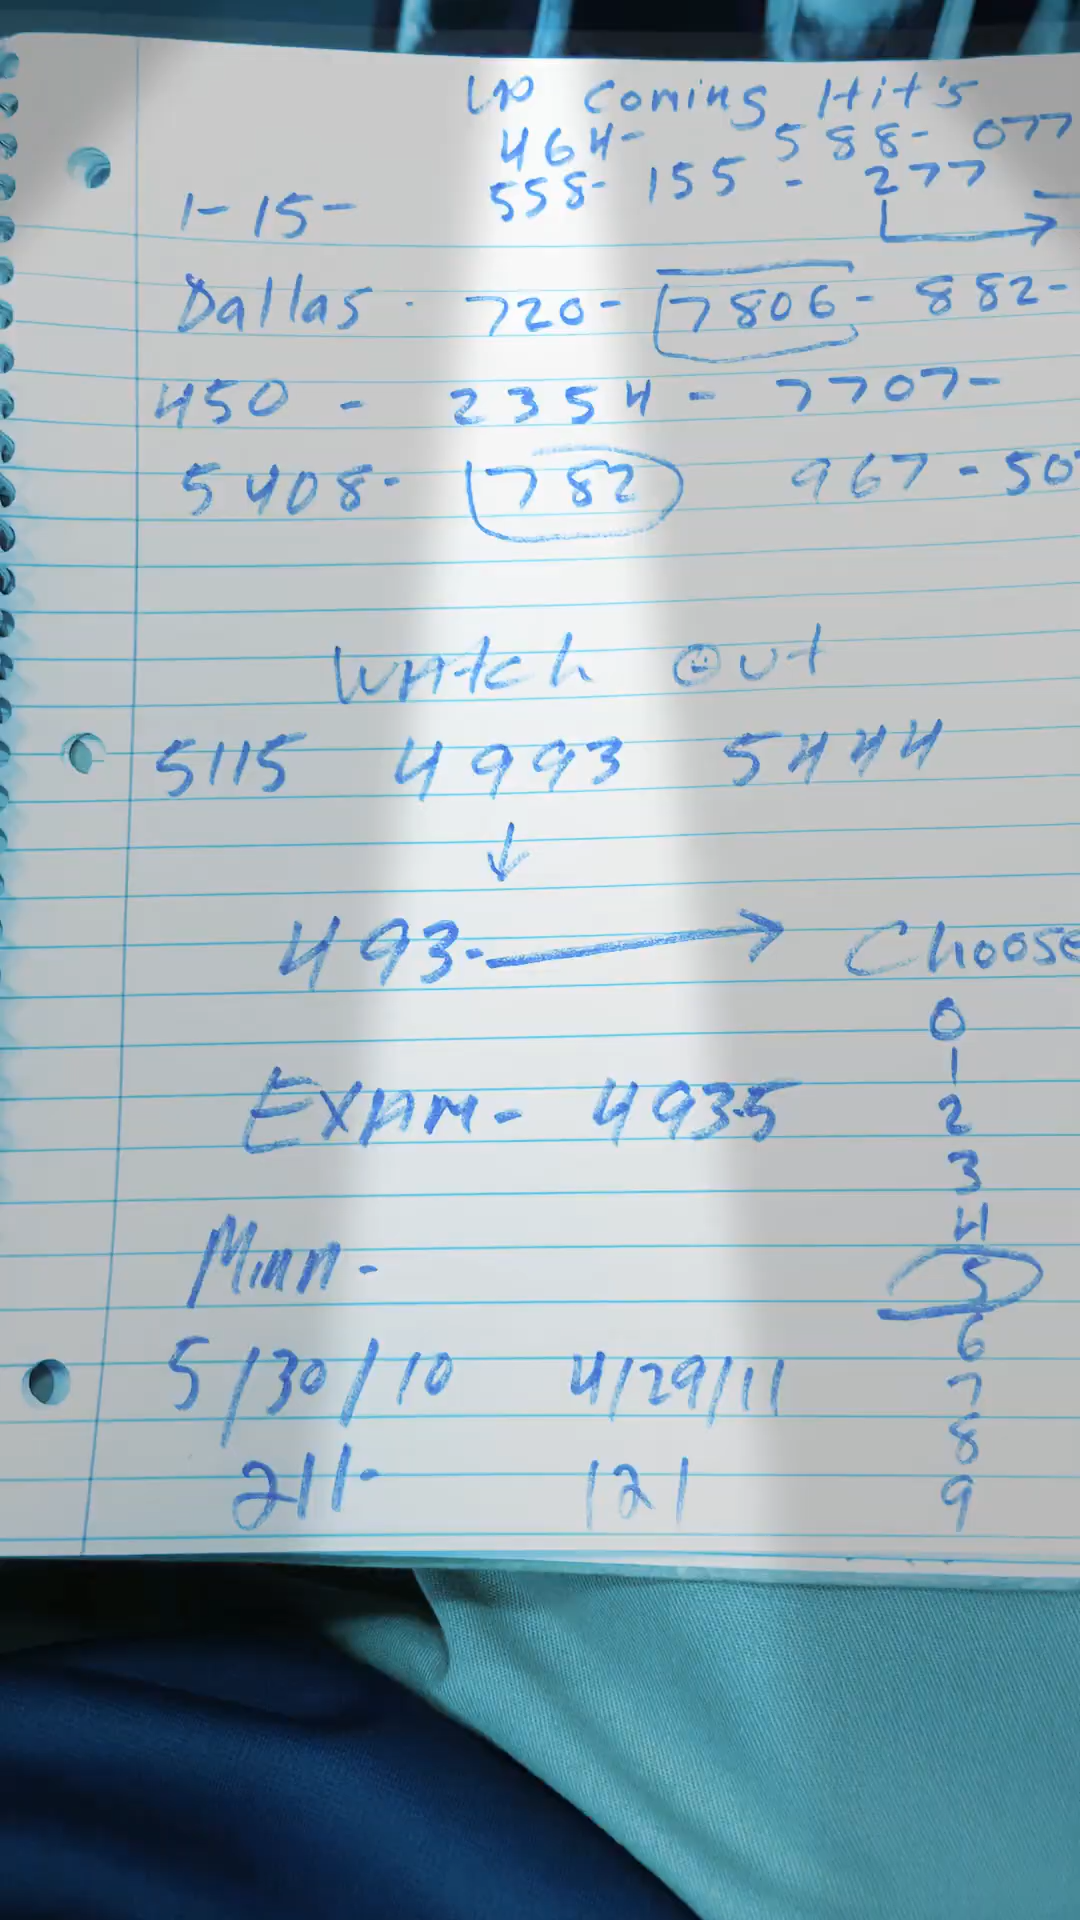 Up Coming Hit's
464- 588- 077
558- 155 - 277
1-15-
Dallas. 720- 7806- 882-
450 - 2354 - 7707-
5408- 782 967-50
Watch Out
5115 4993 5444
493- Choose
0
1
Exam- 4935
2
3
4
Minn-
5
6
5/30/10 4/29/11
7
8
211- 121
9